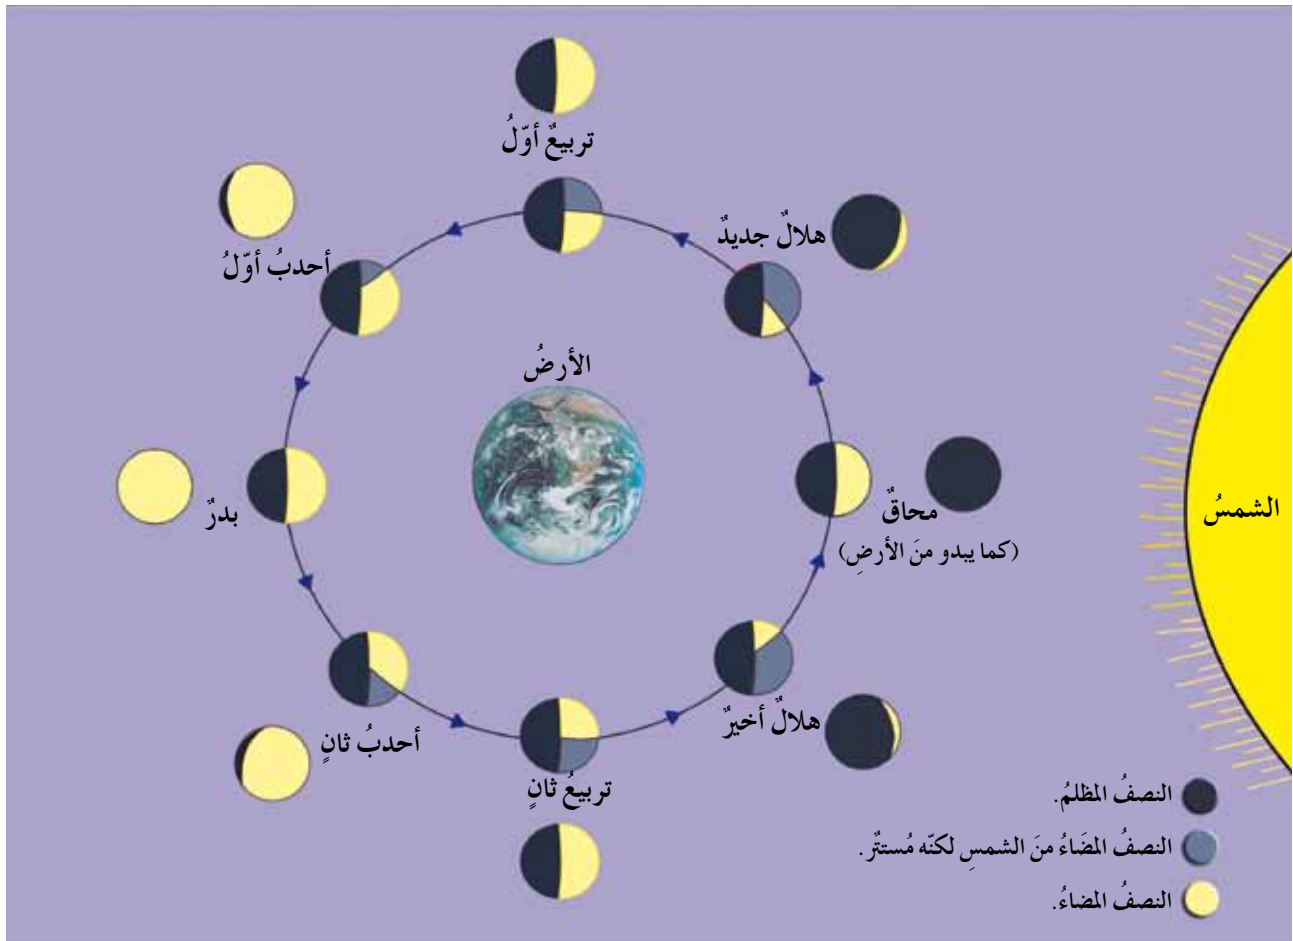 تربيعٌ أوّلُ
هلالٌ جديدٌ
أحدبُ أوّلُ
الأرضُ
الشمسُ
محاقٌ
(كما يبدو منَ الأرضِ)
بدرٌ
هلالٌ أخيرٌ
أحدبُ ثانٍ
تربيعُ ثانٍ
النصفُ المظلمُ.
النصفُ المضَاءُ منَ الشمسِ لكنّه مُستتٌر.
النصفُ المضاءُ.